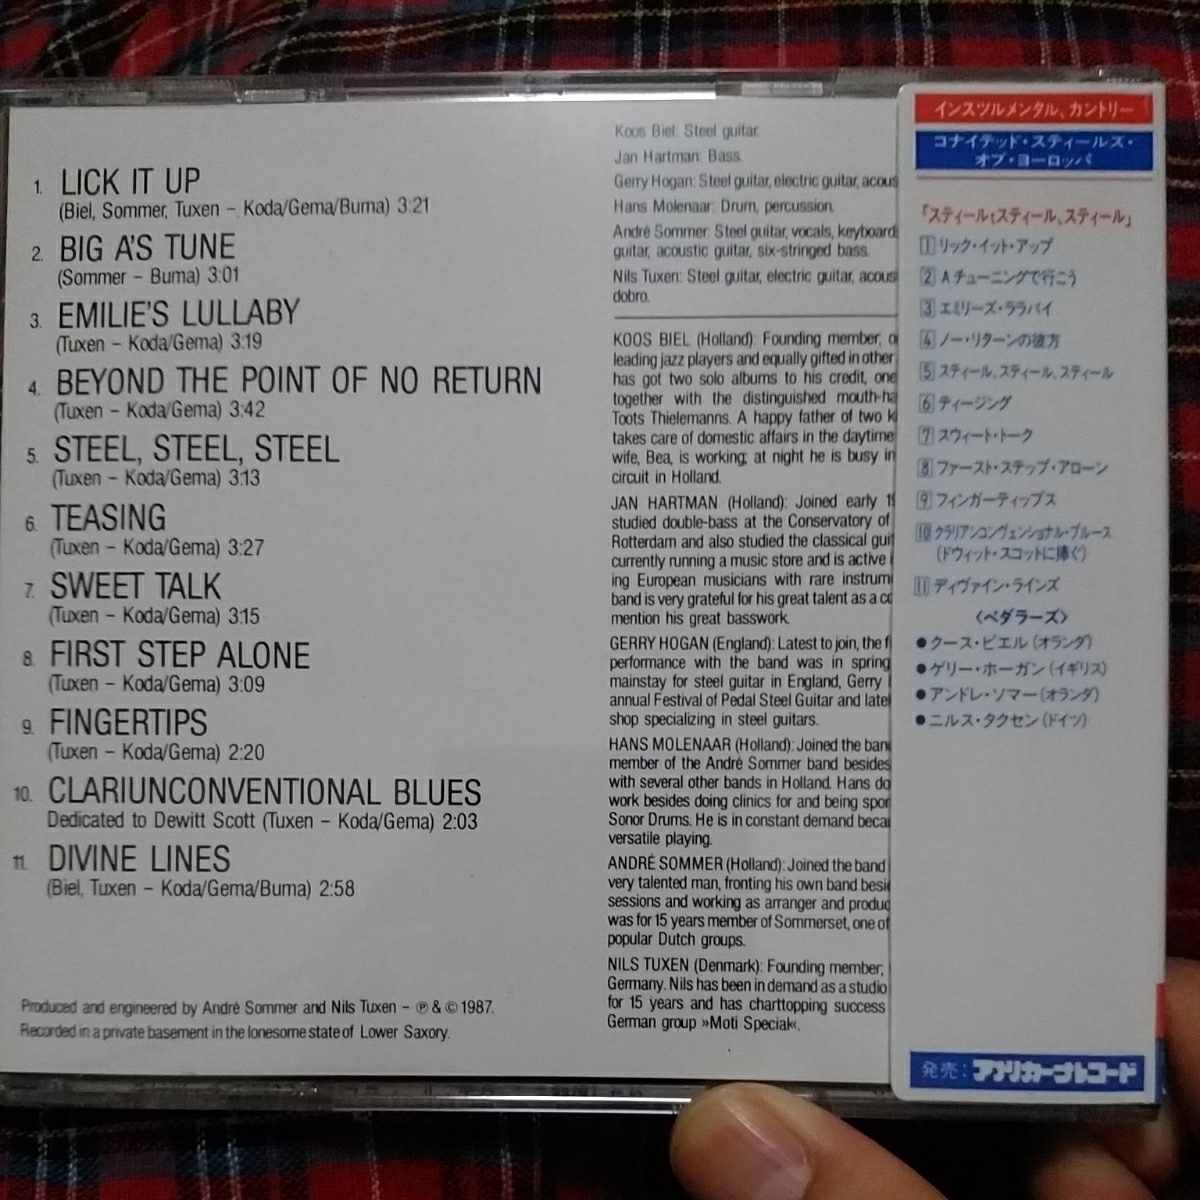 1. LICK IT UP
(Biel, Sommer, Tuxen – Koda/Gema/Buma) 3:21
2. BIG A'S TUNE
(Sommer – Buma) 3:01
3. EMILIE'S LULLABY
(Tuxen – Koda/Gema) 3:19
4. BEYOND THE POINT OF NO RETURN
(Tuxen – Koda/Gema) 3:42
5. STEEL, STEEL, STEEL
(Tuxen – Koda/Gema) 3:13
6. TEASING
(Tuxen – Koda/Gema) 3:27
7. SWEET TALK
(Tuxen – Koda/Gema) 3:15
8. FIRST STEP ALONE
(Tuxen – Koda/Gema) 3:09
9. FINGERTIPS
(Tuxen – Koda/Gema) 2:20
10. CLARIUNCONVENTIONAL BLUES
Dedicated to Dewitt Scott (Tuxen – Koda/Gema) 2:03
11. DIVINE LINES
(Biel, Tuxen – Koda/Gema/Buma) 2:58
Produced and engineered by André Sommer and Nils Tuxen – ℗ & © 1987.
Recorded in a private basement in the lonesome state of Lower Saxory.
Koos Biel: Steel guitar.
Jan Hartman: Bass.
Gerry Hogan: Steel guitar, electric guitar, acous
Hans Molenaar: Drum, percussion.
André Sommer: Steel guitar, vocals, keyboard
guitar, acoustic guitar, six-stringed bass.
Nils Tuxen: Steel guitar, electric guitar, acous
dobro.
KOOS BIEL (Holland): Founding member, o
leading jazz players and equally gifted in other
has got two solo albums to his credit, one
together with the distinguished mouth-ha
Toots Thielemanns. A happy father of two k
takes care of domestic affairs in the daytime
wife, Bea, is working; at night he is busy in
circuit in Holland.
JAN HARTMAN (Holland): Joined early 19
studied double-bass at the Conservatory of
Rotterdam and also studied the classical guit
currently running a music store and is active
ing European musicians with rare instrum
band is very grateful for his great talent as a co
mention his great basswork.
GERRY HOGAN (England): Latest to join, the f
performance with the band was in spring
mainstay for steel guitar in England, Gerry
annual Festival of Pedal Steel Guitar and late
shop specializing in steel guitars.
HANS MOLENAAR (Holland): Joined the ban
member of the André Sommer band besides
with several other bands in Holland. Hans do
work besides doing clinics for and being spor
Sonor Drums. He is in constant demand beca
versatile playing.
ANDRÉ SOMMER (Holland): Joined the band
very talented man, fronting his own band besi
sessions and working as arranger and produc
was for 15 years member of Sommerset, one of
popular Dutch groups.
NILS TUXEN (Denmark): Founding member,
Germany. Nils has been in demand as a studio
for 15 years and has charttopping success
German group »Moti Special«.
インスツルメンタル、カントリー
コナイテッド・スティールズ・
オブ・ヨーロッパ
「スティール、スティール、スティール」
1 リック・イット・アップ
2 Aチューニングで行こう
3 エミリーズ・ララバイ
4 ノー・リターンの彼方
5 スティール、スティール、スティール
6 ティージング
7 スウィート・トーク
8 ファースト・ステップ・アローン
9 フィンガーティップス
10 クラリアンコンヴェンショナル・ブルース
(ドウィット・スコットに捧ぐ)
11 ディヴァイン・ラインズ
〈ペダラーズ〉
●クース・ビエル(オランダ)
●ゲリー・ホーガン(イギリス)
●アンドレ・ソマー(オランダ)
●ニルス・タクセン(ドイツ)
発売:アメリカーナレコード